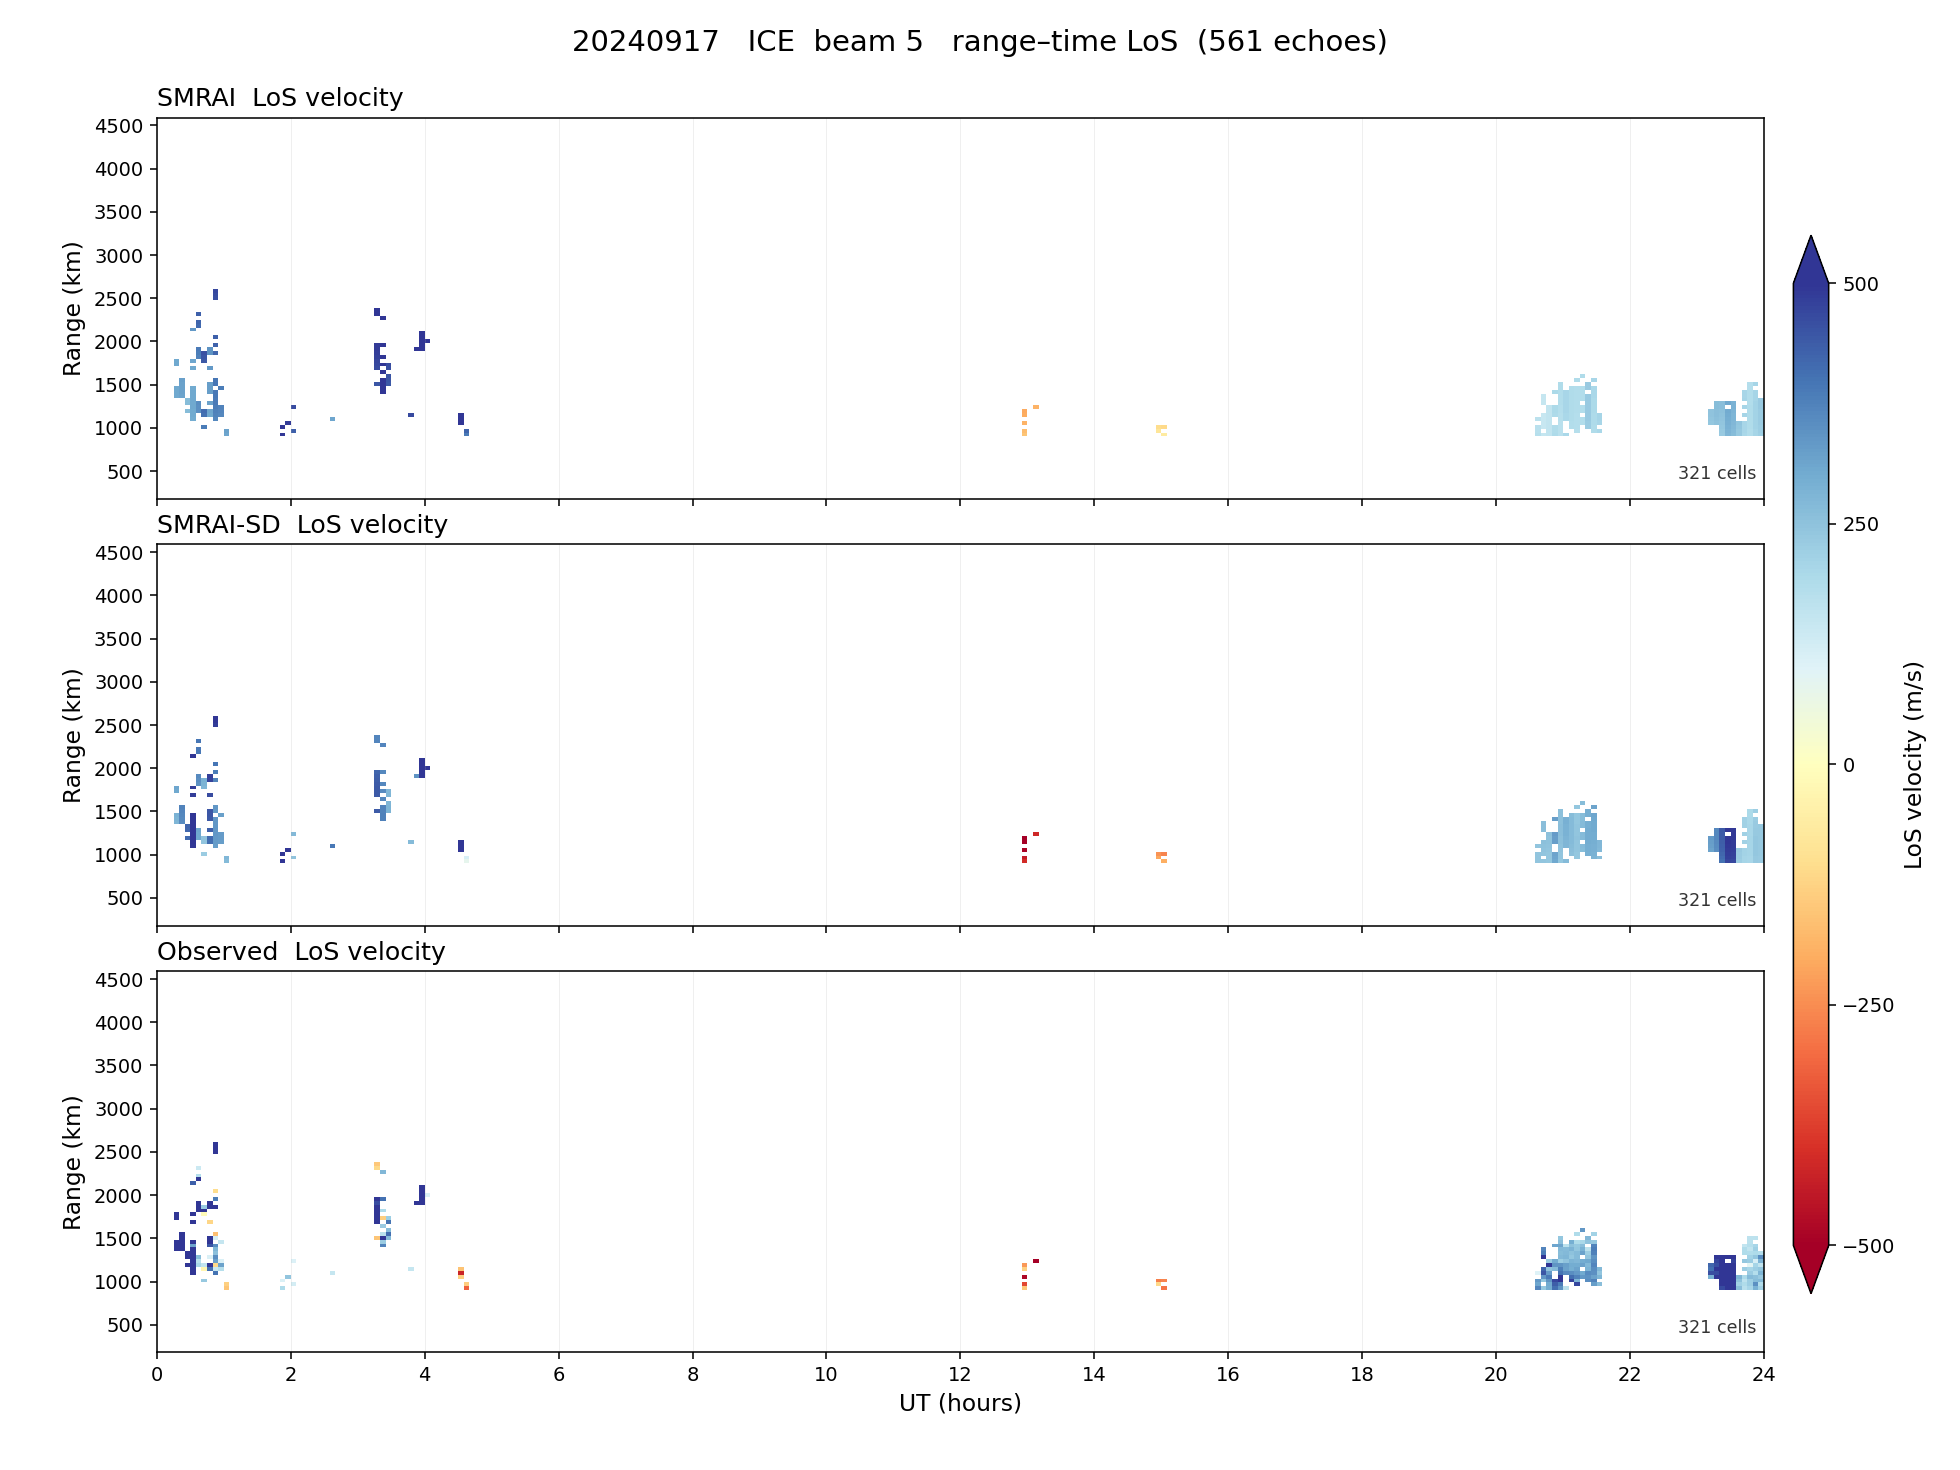 20240917   ICE  beam 5   range–time LoS  (561 echoes)
SMRAI  LoS velocity
4500
4000
3500
3000
2500
2000
1500
1000
500
Range (km)
321 cells
SMRAI-SD  LoS velocity
4500
4000
3500
3000
2500
2000
1500
1000
500
Range (km)
321 cells
Observed  LoS velocity
4500
4000
3500
3000
2500
2000
1500
1000
500
Range (km)
321 cells
0 2 4 6 8 10 12 14 16 18 20 22 24
UT (hours)
500
250
0
−250
−500
LoS velocity (m/s)